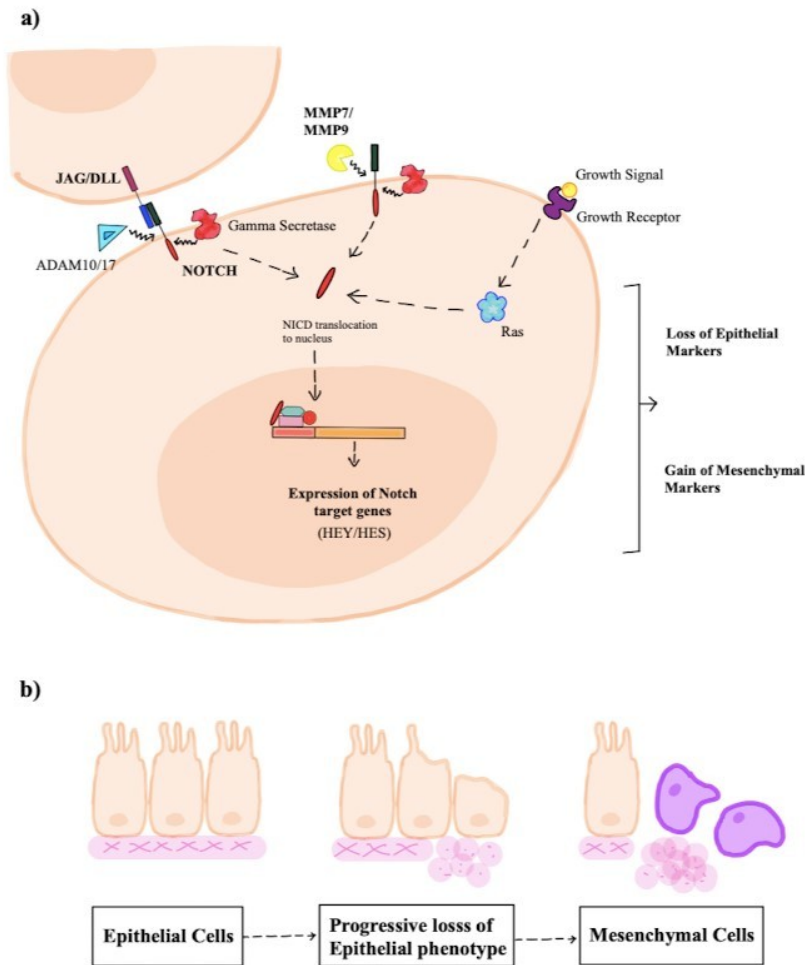 a)
MMP7/
MMP9
JAG/DLL
Growth Signal
Growth Receptor
Gamma Secretase
ADAM10/17
NOTCH
NICD translocation
to nucleus
Ras
Loss of Epithelial
Markers
Gain of Mesenchymal
Markers
Expression of Notch
target genes
(HEY/HES)
b)
Epithelial Cells
Progressive losss of
Epithelial phenotype
Mesenchymal Cells